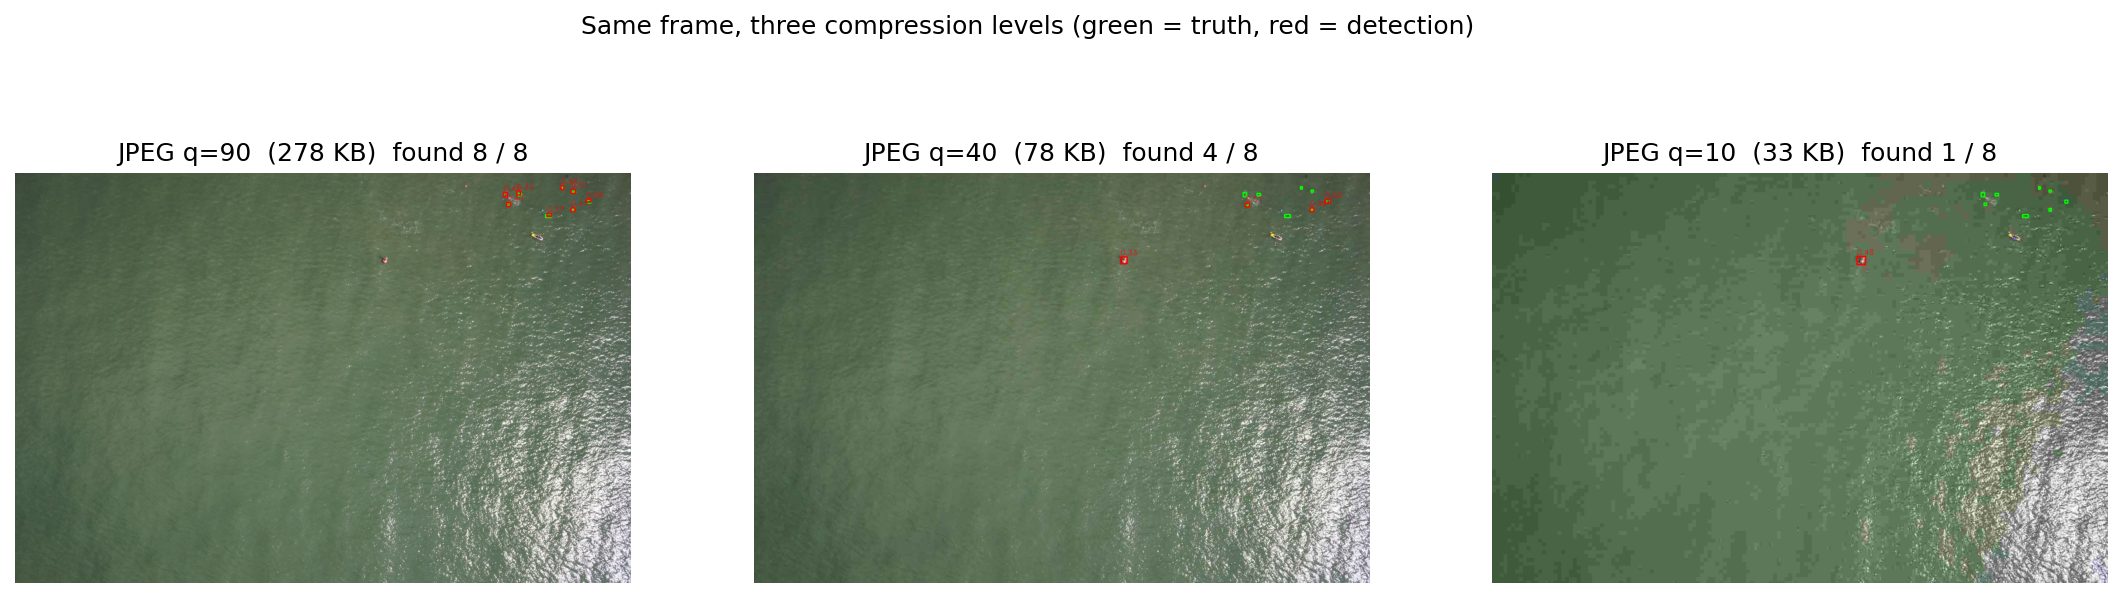 Same frame, three compression levels (green = truth, red = detection)
JPEG q=90  (278 KB)  found 8 / 8
JPEG q=40  (78 KB)  found 4 / 8
JPEG q=10  (33 KB)  found 1 / 8